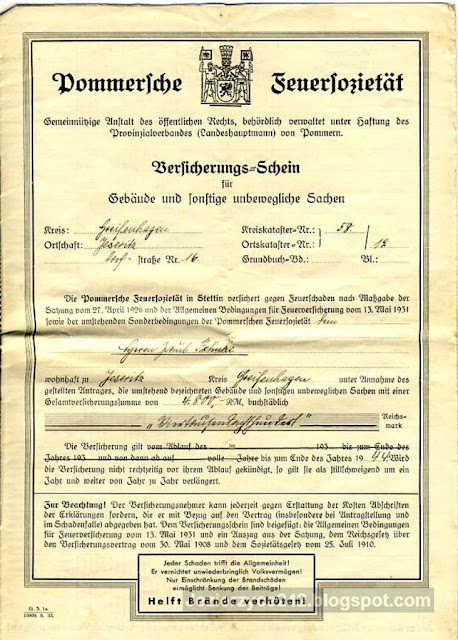 Pommersche Feuersozietät
Gemeinnützige Anstalt des öffentlichen Rechts, behördlich verwaltet unter Haftung des
Provinzialverbandes (Landeshauptmann) von Pommern.
Versicherungs=Schein
für
Gebäude und sonstige unbewegliche Sachen
Kreis: Greifenhagen Kreiskataster=Nr.: 58.
Ortschaft: Jeseritz Ortskataster=Nr.: 12
Dorf= straße Nr. 16. Grundbuch=Bd.: Bl.:
Die Pommersche Feuersozietät in Stettin versichert gegen Feuerschaden nach Maßgabe der
Satzung vom 27. April 1926 und der Allgemeinen Bedingungen für Feuerversicherung vom 13. Mai 1931
sowie der umstehenden Sonderbedingungen der Pommerschen Feuersozietät dem
Herrn
wohnhaft zu Jeseritz Kreis Greifenhagen unter Annahme des
gestellten Antrages, die umstehend bezeichneten Gebäude und sonstigen unbeweglichen Sachen mit einer
Gesamtversicherungssumme von 4.800,- RM, buchstäblich
"Viertausendachthundert" Reichs=
mark
Die Versicherung gilt vom Ablauf des 193 bis zum Ende des
Jahres 193 und von dann ab auf volle Jahre bis zum Ende des Jahres 1944. Wird
die Versicherung nicht rechtzeitig vor ihrem Ablauf gekündigt, so gilt sie als stillschweigend um ein
Jahr und weiter von Jahr zu Jahr verlängert.
Zur Beachtung! Der Versicherungsnehmer kann jederzeit gegen Erstattung der Kosten Abschriften
der Erklärungen fordern, die er mit Bezug auf den Vertrag (insbesondere bei Antragstellung und
im Schadenfalle) abgegeben hat. Dem Versicherungsschein sind beigefügt: die Allgemeinen Bedingungen
für Feuerversicherung vom 13. Mai 1931 und ein Auszug aus der Satzung, dem Reichsgesetz über
den Versicherungsvertrag vom 30. Mai 1908 und dem Sozietätsgesetz vom 25. Juli 1910.
Jeder Schaden trifft die Allgemeinheit!
Er vernichtet unwiederbringlich Volksvermögen!
Nur Einschränkung der Brandschäden
ermöglicht Senkung der Beiträge!
Helft Brände verhüten!
.blogspot.com